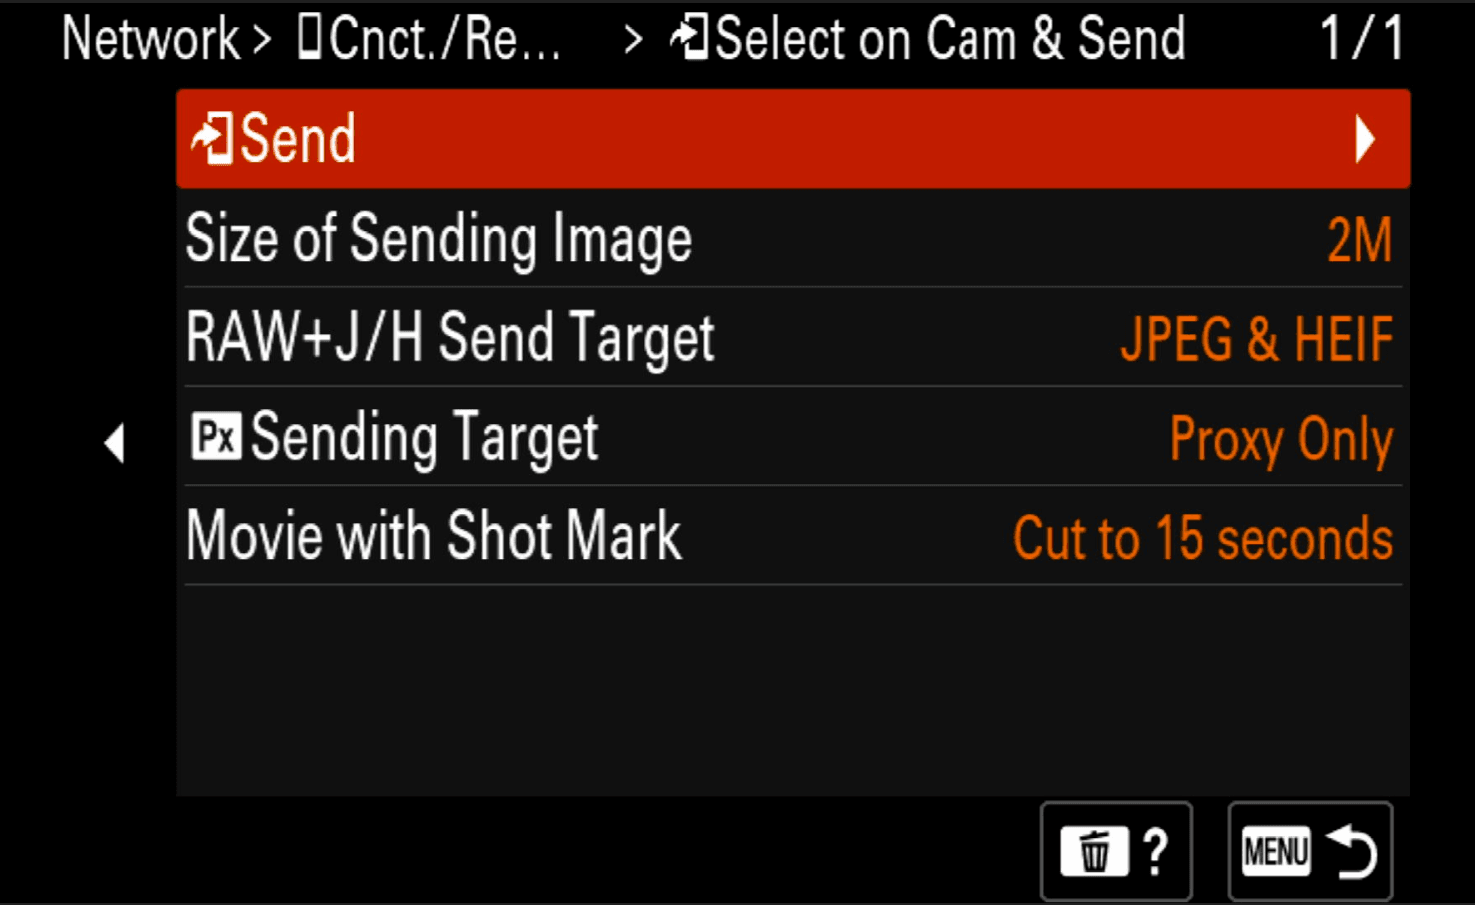 Network > Cnct./Re... > Select on Cam & Send 1/1
Send
Size of Sending Image 2M
RAW+J/H Send Target JPEG & HEIF
Px Sending Target Proxy Only
Movie with Shot Mark Cut to 15 seconds
? MENU